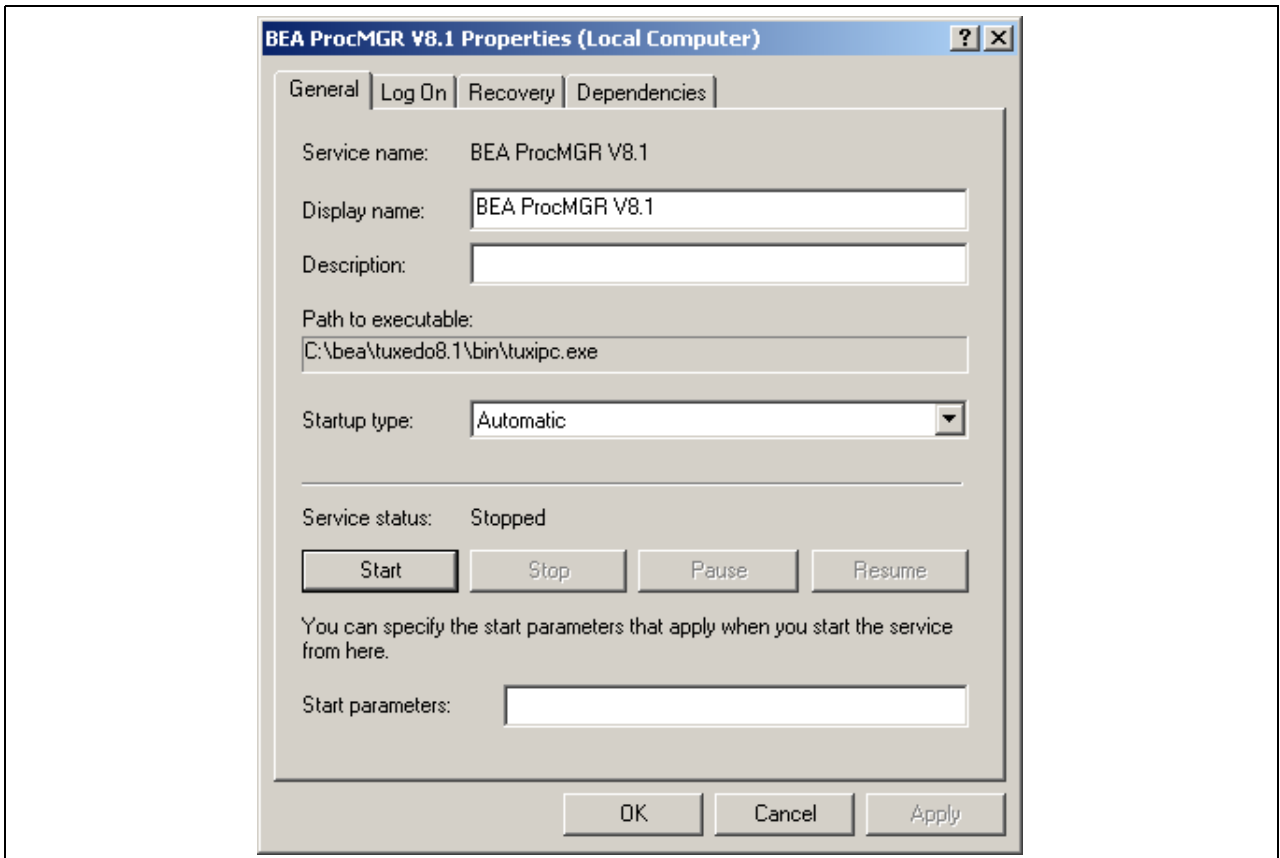 BEA ProcMGR V8.1 Properties (Local Computer)
General Log On Recovery Dependencies
Service name: BEA ProcMGR V8.1
Display name: BEA ProcMGR V8.1
Description:
Path to executable:
C:\bea\tuxedo8.1\bin\tuxipc.exe
Startup type: Automatic
Service status: Stopped
Start Stop Pause Resume
You can specify the start parameters that apply when you start the service
from here.
Start parameters:
OK Cancel Apply